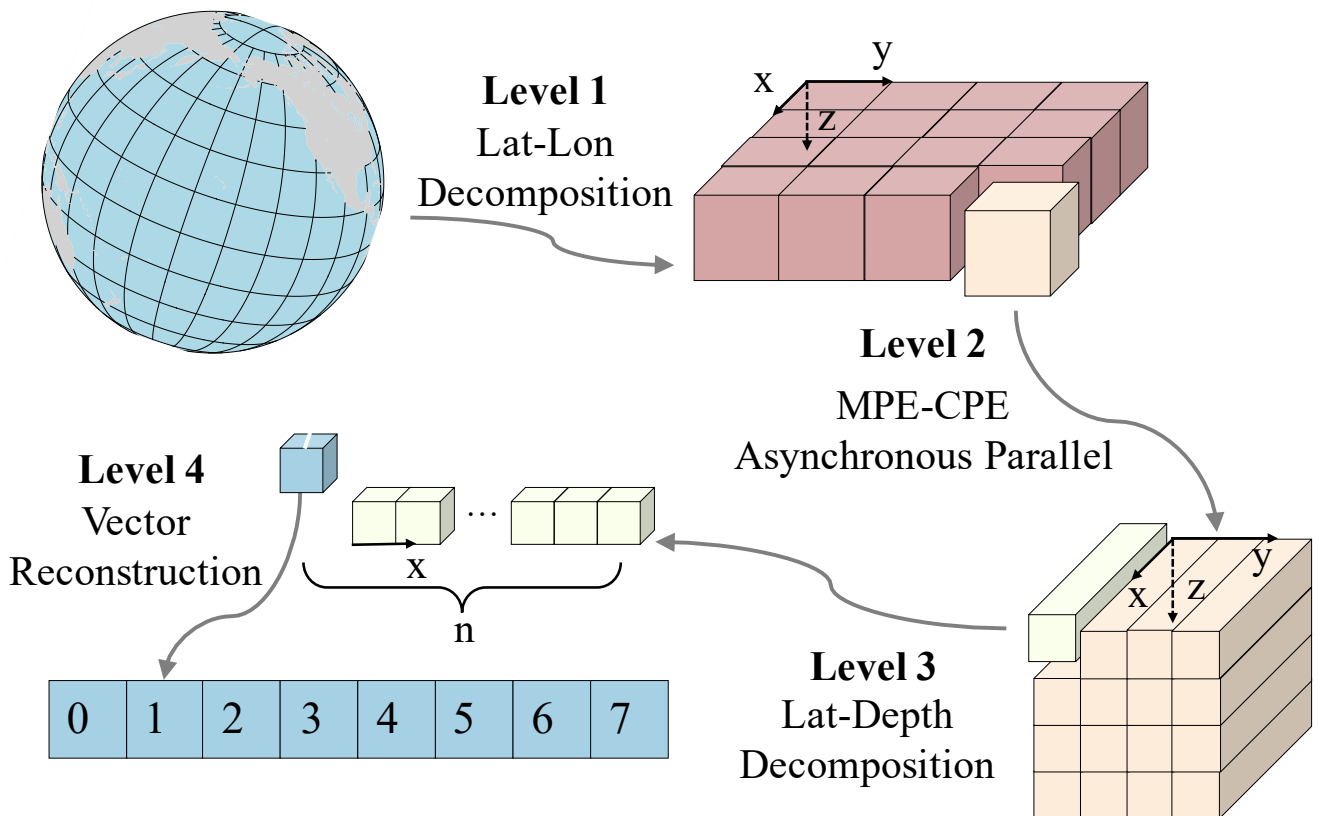 Level 1
Lat-Lon
Decomposition
x
y
z
Level 2
MPE-CPE
Asynchronous Parallel
x
y
z
Level 3
Lat-Depth
Decomposition
Level 4
Vector
Reconstruction
...
x
n
0 1 2 3 4 5 6 7